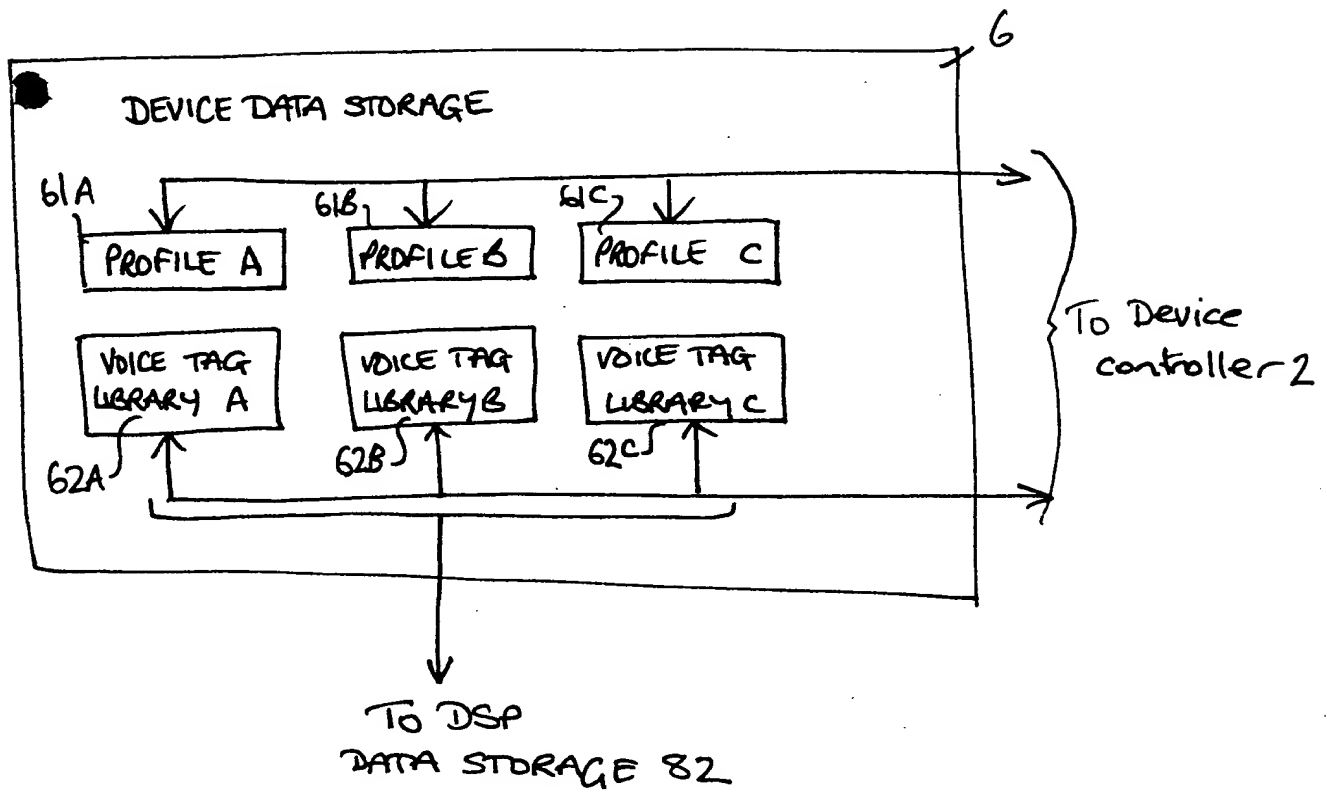 6
DEVICE DATA STORAGE
61A
61B
61C
PROFILE A
PROFILE B
PROFILE C
To Device
controller 2
VOICE TAG
LIBRARY A
VOICE TAG
LIBRARY B
VOICE TAG
LIBRARY C
62A
62B
62C
To DSP
DATA STORAGE 82